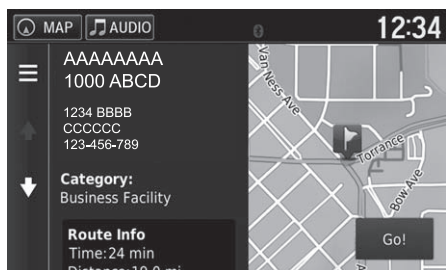 MAP
AUDIO
12:34
AAAAAAAA
1000 ABCD
1234 BBBB
CCCCCC
123-456-789
Category:
Business Facility
Route Info
Time: 24 min
Van Ness Ave
Torrance
Bow Ave
Go!